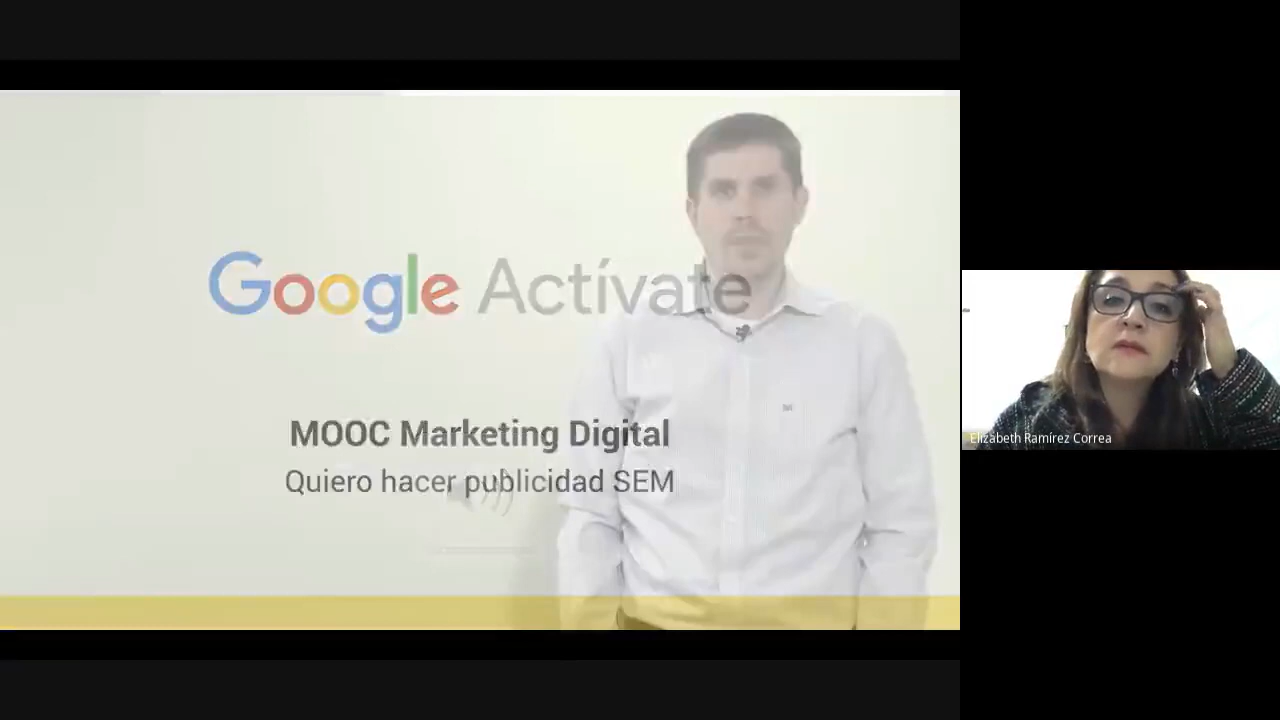 Google Actívate
MOOC Marketing Digital
Quiero hacer publicidad SEM
Elizabeth Ramírez Correa